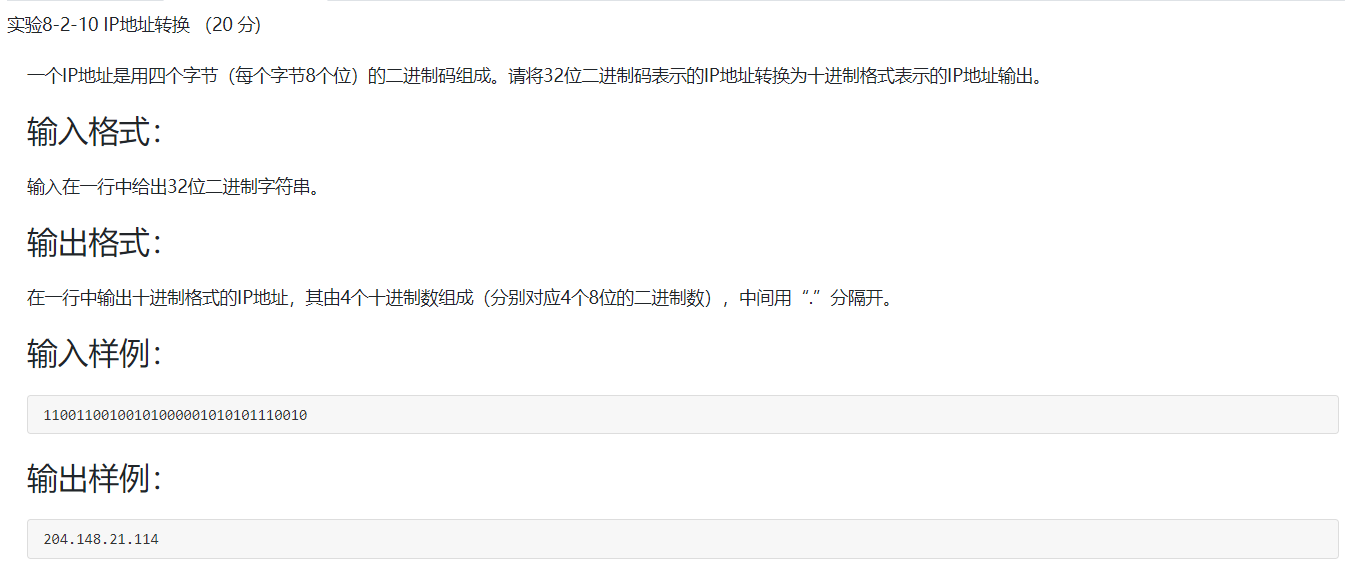 实验8-2-10 IP地址转换 （20 分)
一个IP地址是用四个字节（每个字节8个位）的二进制码组成。请将32位二进制码表示的IP地址转换为十进制格式表示的IP地址输出。
输入格式：
输入在一行中给出32位二进制字符串。
输出格式：
在一行中输出十进制格式的IP地址，其由4个十进制数组成（分别对应4个8位的二进制数），中间用“.”分隔开。
输入样例：
11001100100101000001010101110010
输出样例：
204.148.21.114